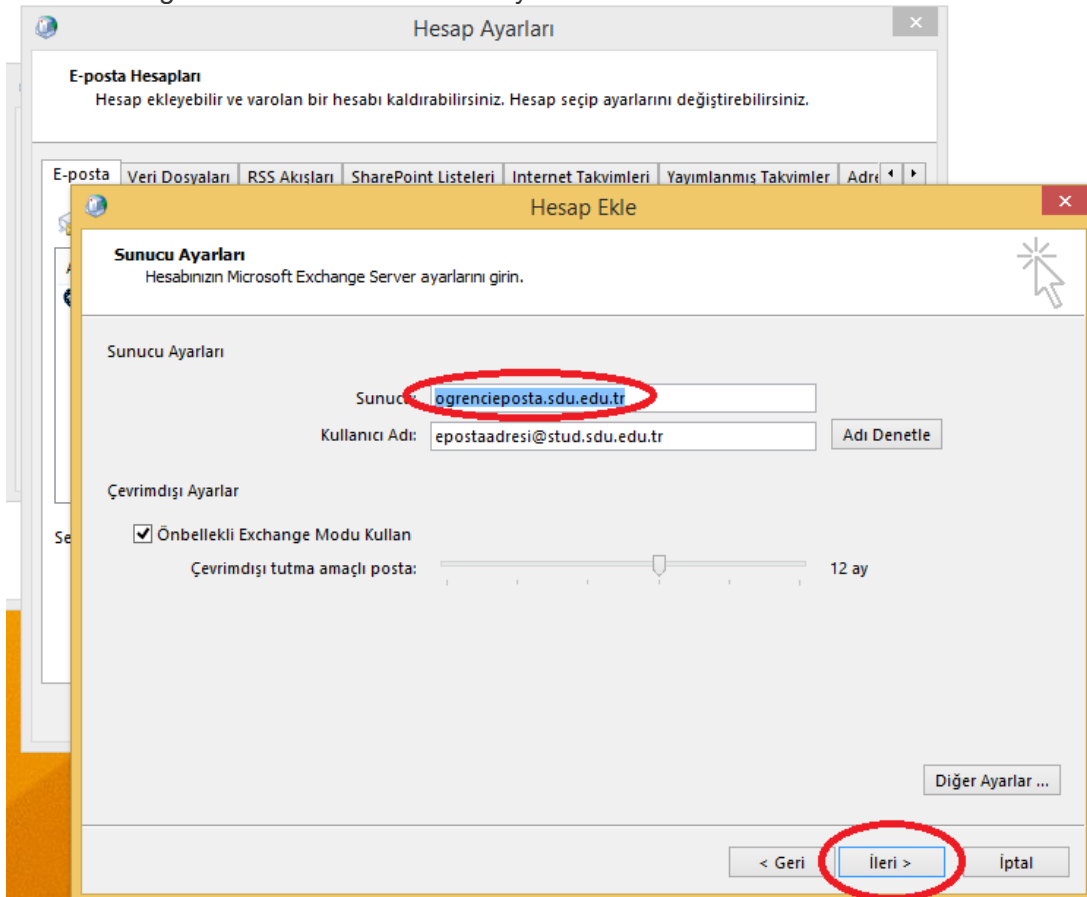 Hesap Ayarları
E-posta Hesapları
Hesap ekleyebilir ve varolan bir hesabı kaldırabilirsiniz. Hesap seçip ayarlarını değiştirebilirsiniz.
E-posta Veri Dosyaları RSS Akışları SharePoint Listeleri Internet Takvimleri Yayımlanmış Takvimler
Hesap Ekle
Sunucu Ayarları
Hesabınızın Microsoft Exchange Server ayarlarını girin.
Sunucu Ayarları
Sunucu: ogrencieposta.sdu.edu.tr
Kullanıcı Adı: epostaadresi@stud.sdu.edu.tr Adı Denetle
Çevrimdışı Ayarlar
Önbellekli Exchange Modu Kullan
Se
Çevrimdışı tutma amaçlı posta: 12 ay
Diğer Ayarlar ...
< Geri İleri > İptal